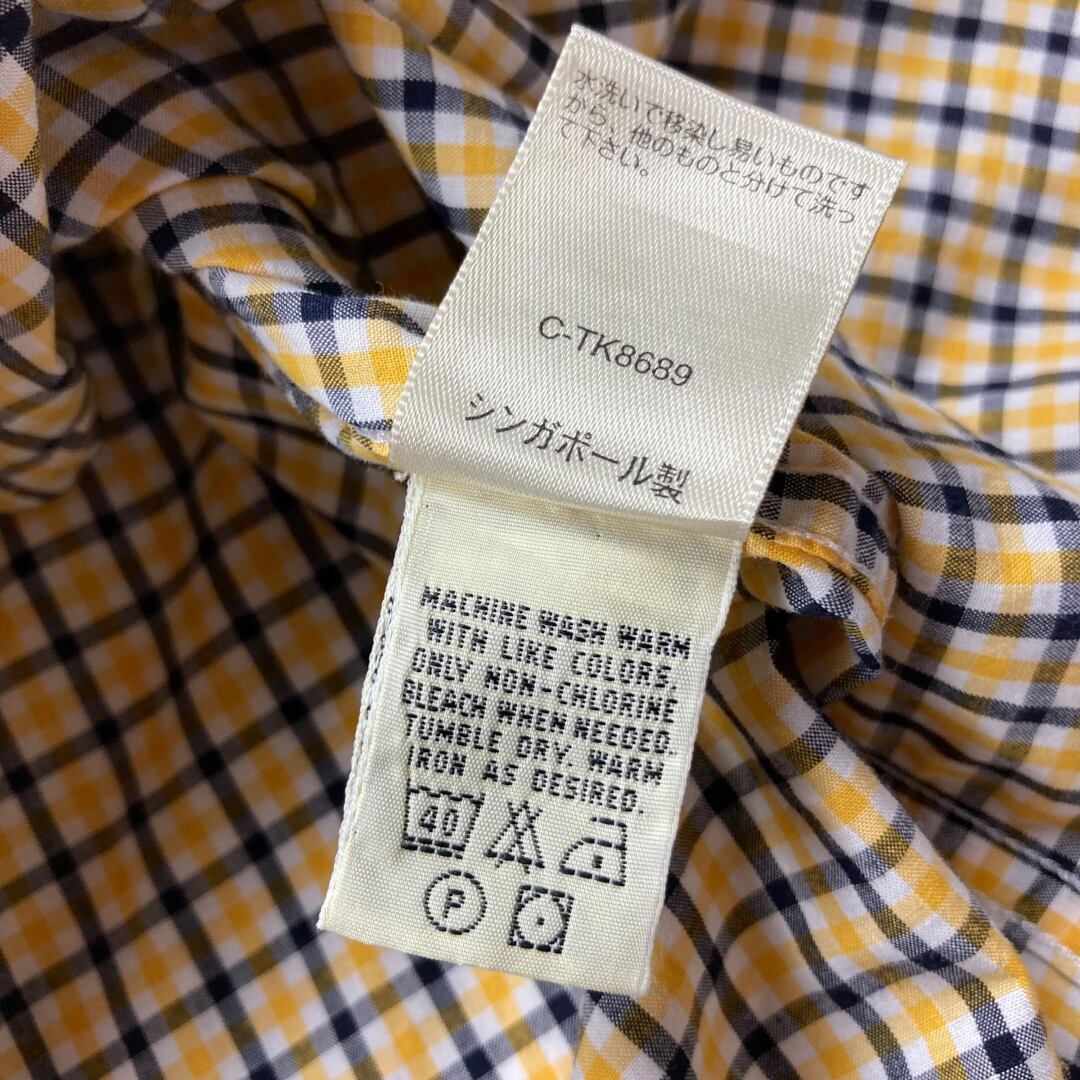 水洗いで移染し易いものです
から、他のものと分けて洗っ
て下さい。
C-TK8689
シンガポール製
MACHINE WASH WARM
WITH LIKE COLORS.
ONLY NON-CHLORINE
BLEACH WHEN NEEDED.
TUMBLE DRY. WARM
IRON AS DESIRED.
40
P